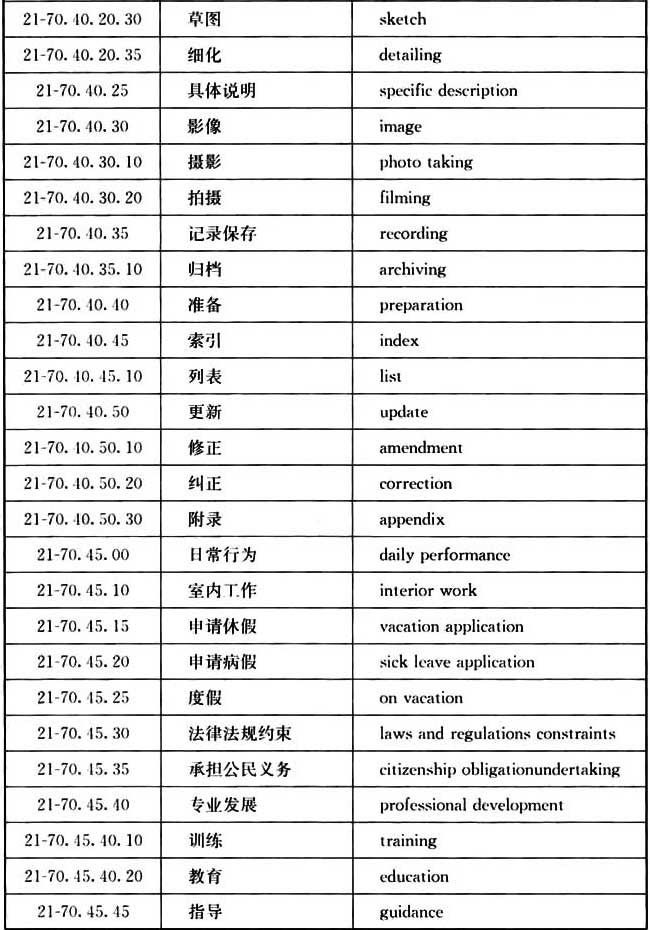 21-70.40.20.30 草图 sketch
21-70.40.20.35 细化 detailing
21-70.40.25 具体说明 specific description
21-70.40.30 影像 image
21-70.40.30.10 摄影 photo taking
21-70.40.30.20 拍摄 filming
21-70.40.35 记录保存 recording
21-70.40.35.10 归档 archiving
21-70.40.40 准备 preparation
21-70.40.45 索引 index
21-70.40.45.10 列表 list
21-70.40.50 更新 update
21-70.40.50.10 修正 amendment
21-70.40.50.20 纠正 correction
21-70.40.50.30 附录 appendix
21-70.45.00 日常行为 daily performance
21-70.45.10 室内工作 interior work
21-70.45.15 申请休假 vacation application
21-70.45.20 申请病假 sick leave application
21-70.45.25 度假 on vacation
21-70.45.30 法律法规约束 laws and regulations constraints
21-70.45.35 承担公民义务 citizenship obligationundertaking
21-70.45.40 专业发展 professional development
21-70.45.40.10 训练 training
21-70.45.40.20 教育 education
21-70.45.45 指导 guidance